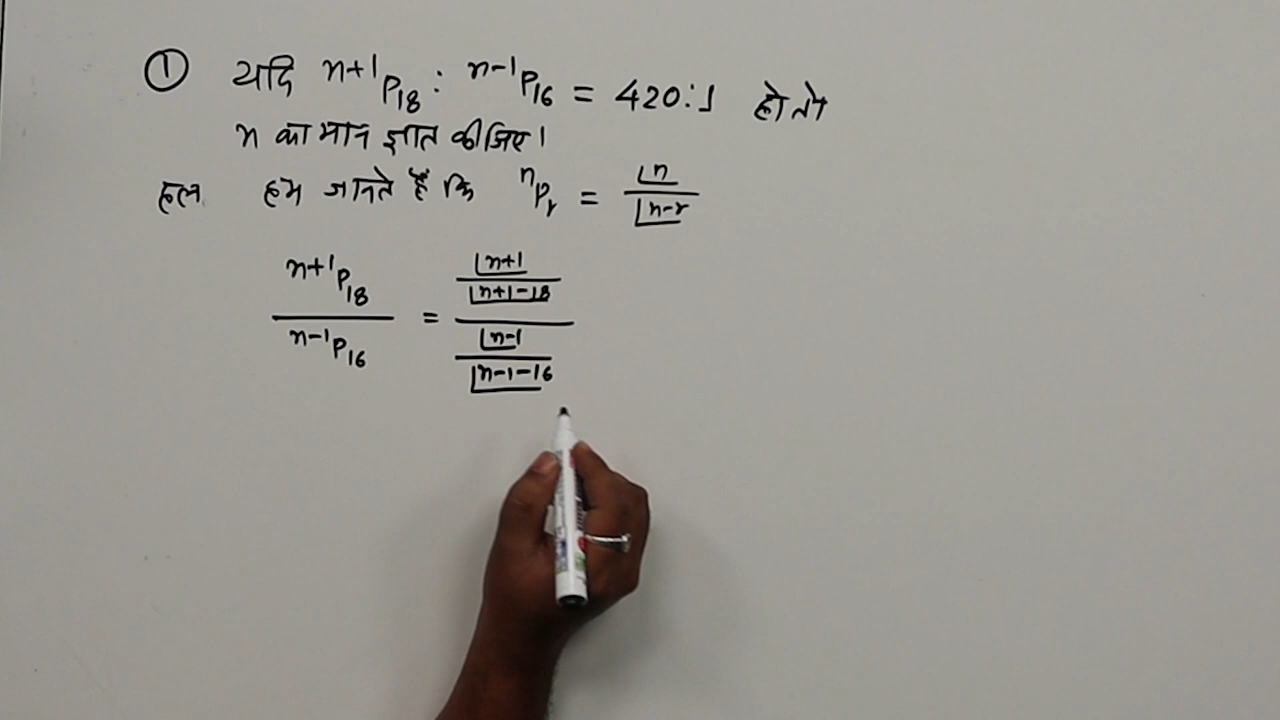 ① यदि n+1P18 : n-1P16 = 420:1 हो तो
n का मान ज्ञात कीजिए।
हल हम जानते हैं कि nPr = ⌊n / ⌊n-r
n+1P18 / n-1P16 = (⌊n+1 / ⌊n+1-18) / (⌊n-1 / ⌊n-1-16)